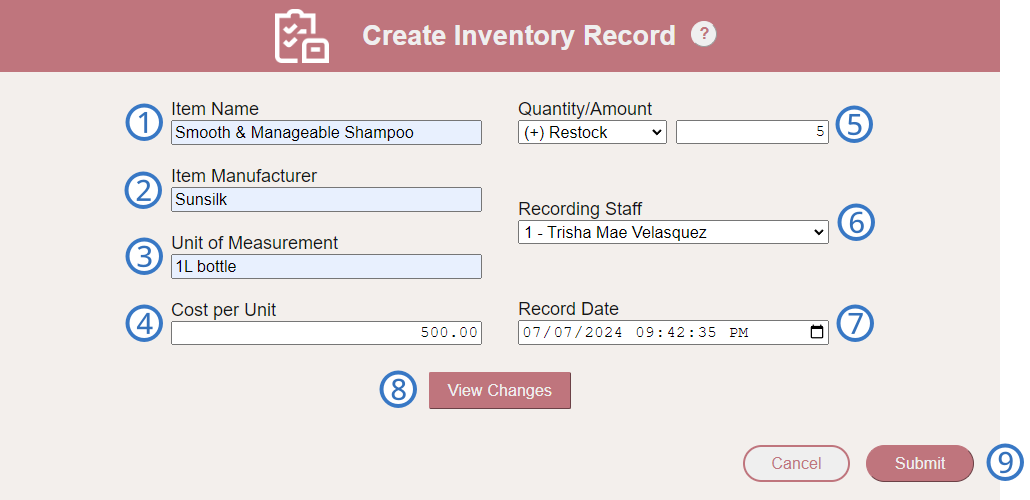 Create Inventory Record ?
1 Item Name
Smooth & Manageable Shampoo
2 Item Manufacturer
Sunsilk
3 Unit of Measurement
1L bottle
4 Cost per Unit
500.00
Quantity/Amount 5
(+) Restock 5
Recording Staff 6
1 - Trisha Mae Velasquez
Record Date 7
07/07/2024 09:42:35 PM
8 View Changes
Cancel Submit 9